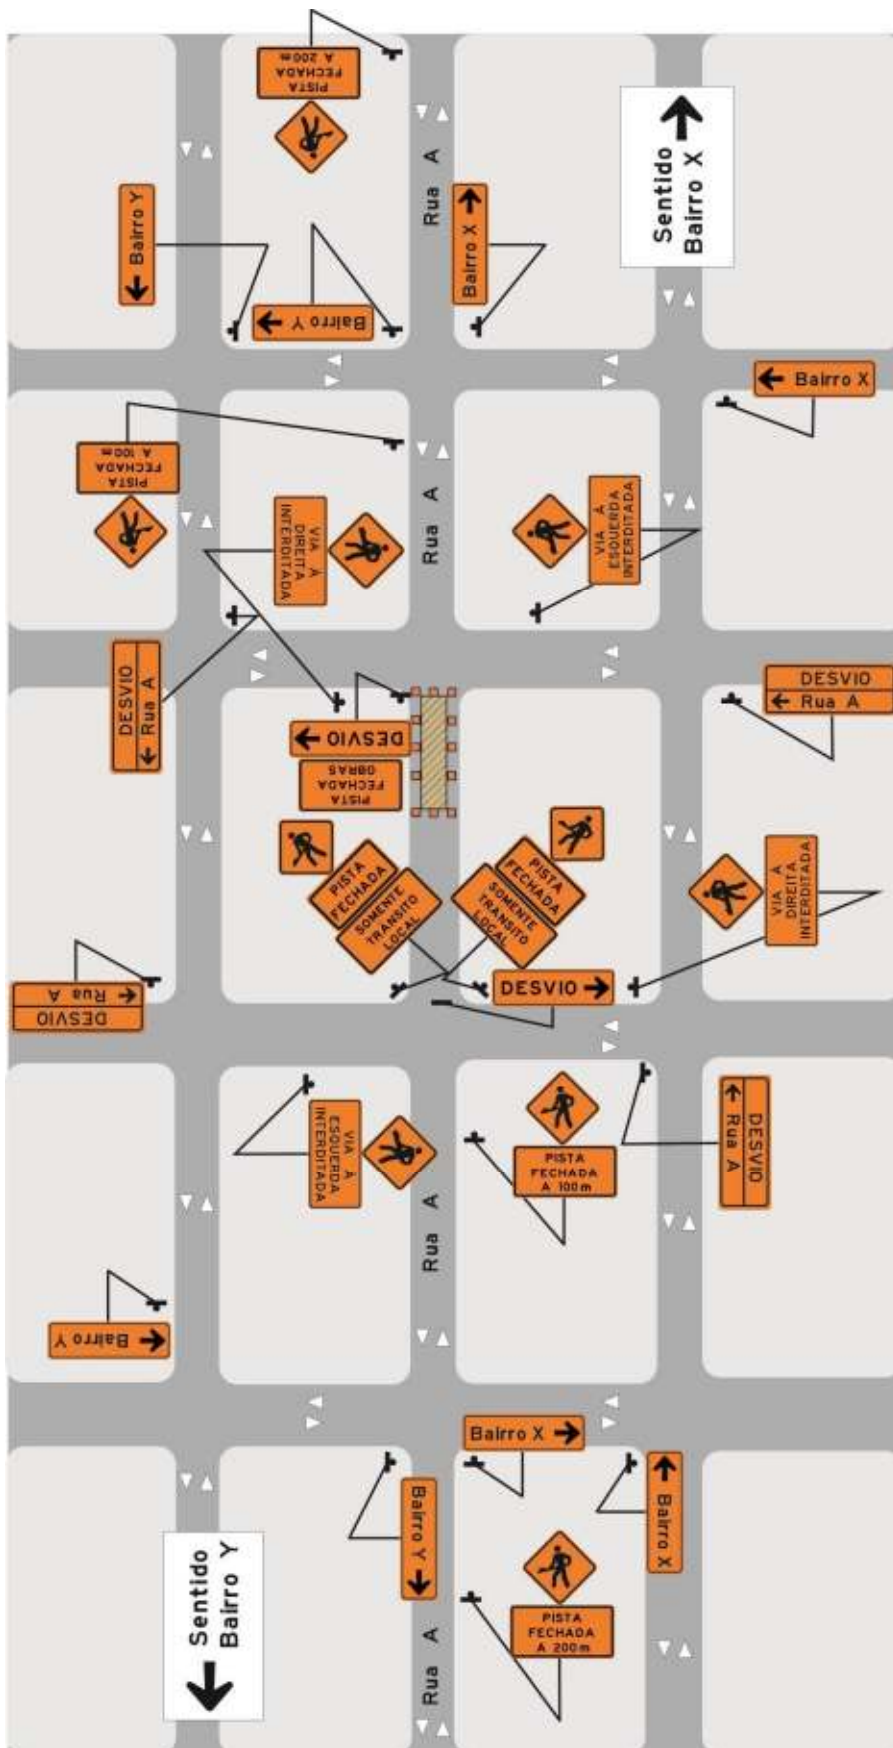 PISTA
FECHADA
A 200m
Rua A
Sentido
Bairro X
Bairro Y
Bairro Y
Bairro X
Bairro X
PISTA
FECHADA
A 100m
VIA À
DIREITA
INTERDITADA
Rua A
VIA À
ESQUERDA
INTERDITADA
DESVIO
Rua A
DESVIO
Rua A
DESVIO
PISTA
FECHADA
OBRAS
PISTA
FECHADA
SOMENTE
TRANSITO
LOCAL
PISTA
FECHADA
SOMENTE
TRANSITO
LOCAL
VIA À
DIREITA
INTERDITADA
DESVIO
Rua A
DESVIO
VIA À
ESQUERDA
INTERDITADA
PISTA
FECHADA
A 100m
DESVIO
Rua A
Rua A
Bairro Y
Bairro X
Bairro Y
Bairro X
Sentido
Bairro Y
PISTA
FECHADA
A 200m
Rua A